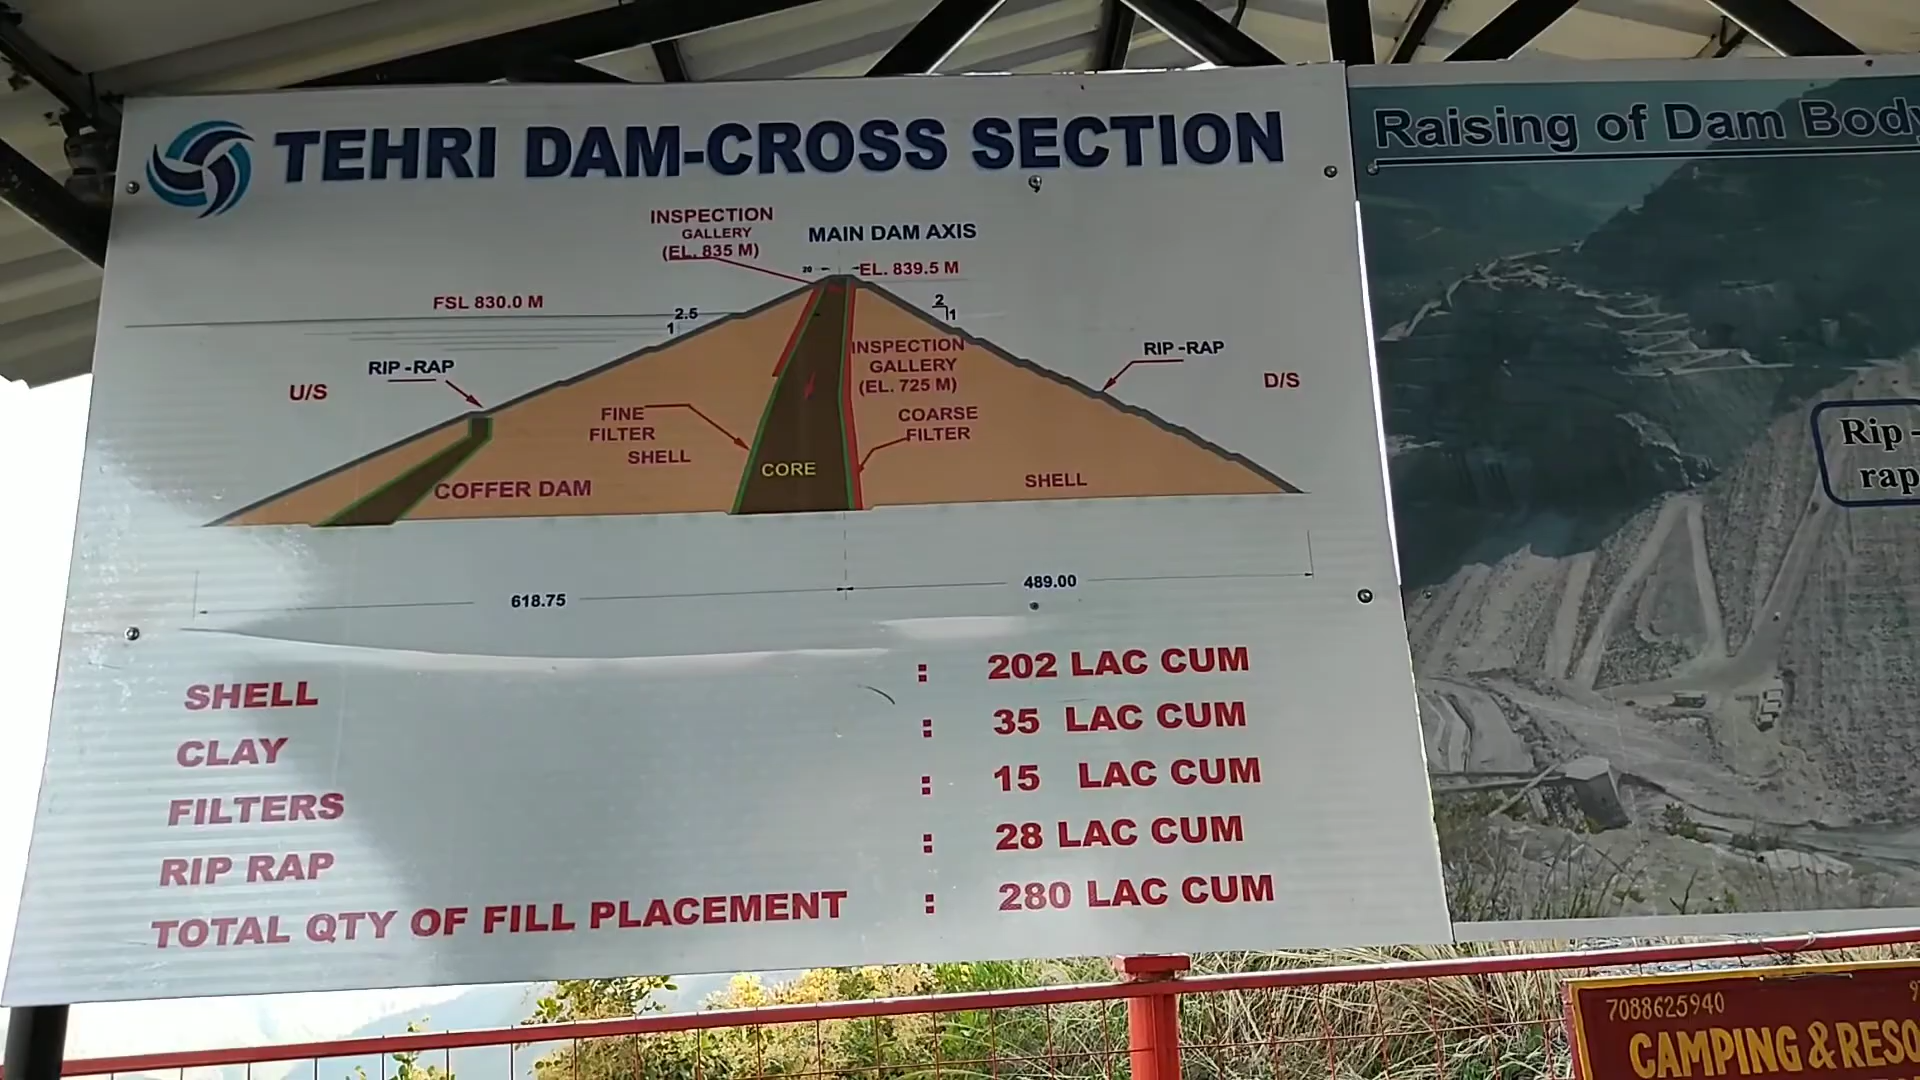 TEHRI DAM-CROSS SECTION
INSPECTION
GALLERY
(EL. 835 M)
MAIN DAM AXIS
20
EL. 839.5 M
FSL 830.0 M
2.5
1
2
1
RIP-RAP
U/S
INSPECTION
GALLERY
(EL. 725 M)
RIP-RAP
D/S
FINE
FILTER
SHELL
COARSE
FILTER
CORE
COFFER DAM
SHELL
618.75
489.00
SHELL : 202 LAC CUM
CLAY : 35 LAC CUM
FILTERS : 15 LAC CUM
RIP RAP : 28 LAC CUM
TOTAL QTY OF FILL PLACEMENT : 280 LAC CUM
Raising of Dam Body
Rip-
rap
7088625940
CAMPING & RESO